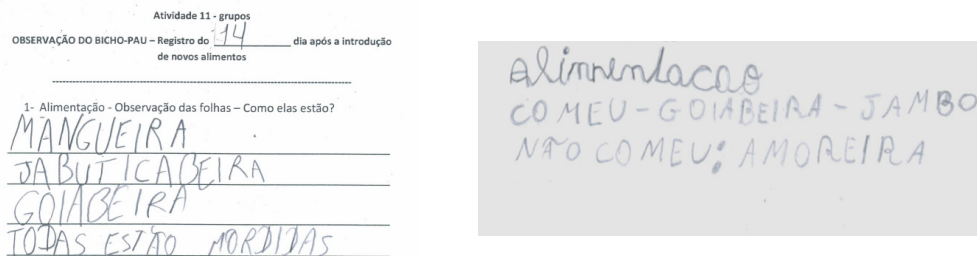 Atividade 11 - grupos
OBSERVAÇÃO DO BICHO-PAU – Registro do 14 dia após a introdução
de novos alimentos
1- Alimentação - Observação das folhas – Como elas estão?
MANGUEIRA
JABUTICABEIRA
GOIABEIRA
TODAS ESTÃO MORDIDAS
Alimnentacao
COMEU - GOIABEIRA - JAMBO
NÃO COMEU: AMOREIRA